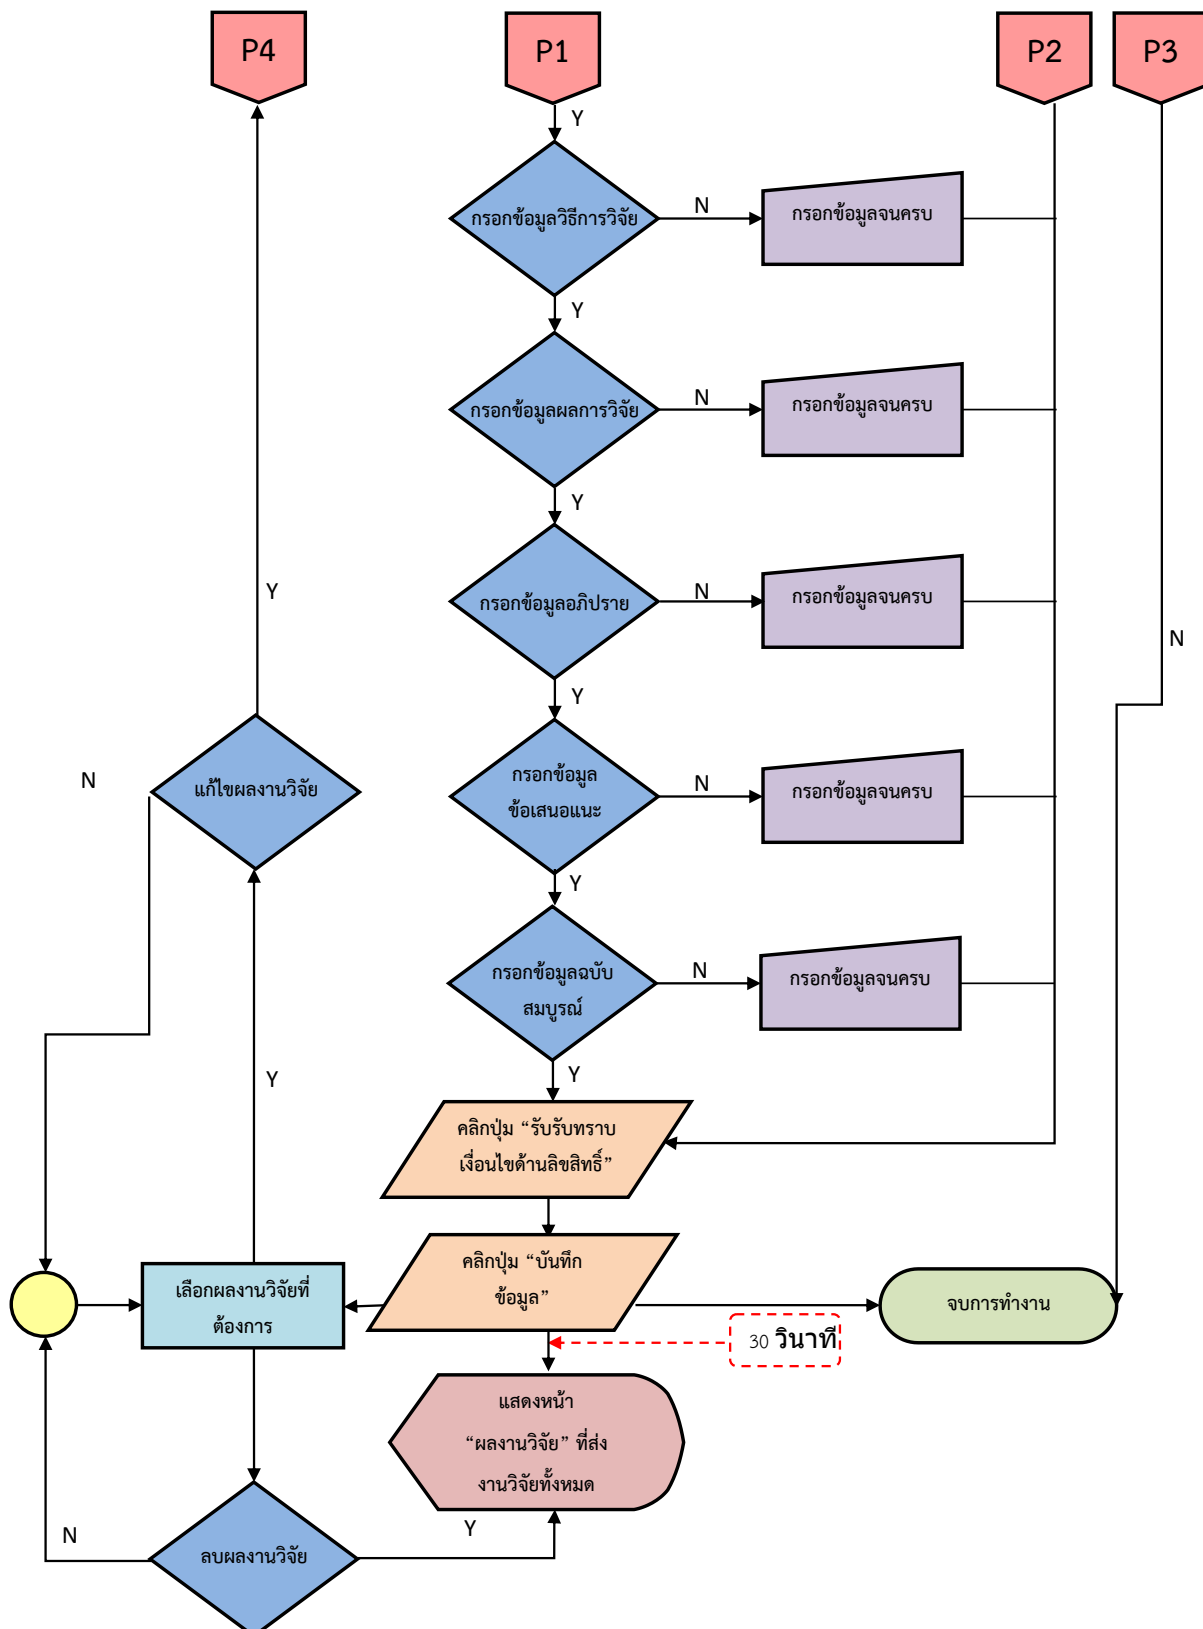 P4
P1
P2
P3
Y
กรอกข้อมูลวิธีการวิจัย
N
กรอกข้อมูลจนครบ
Y
กรอกข้อมูลผลการวิจัย
N
กรอกข้อมูลจนครบ
Y
กรอกข้อมูลอภิปราย
N
กรอกข้อมูลจนครบ
Y
N
Y
แก้ไขผลงานวิจัย
N
กรอกข้อมูล
ข้อเสนอแนะ
N
กรอกข้อมูลจนครบ
Y
กรอกข้อมูลฉบับ
สมบูรณ์
N
กรอกข้อมูลจนครบ
Y
Y
คลิกปุ่ม “รับรับทราบ
เงื่อนไขด้านลิขสิทธิ์”
คลิกปุ่ม “บันทึก
ข้อมูล”
เลือกผลงานวิจัยที่
ต้องการ
จบการทำงาน
30 วินาที
แสดงหน้า
“ผลงานวิจัย” ที่ส่ง
งานวิจัยทั้งหมด
N
ลบผลงานวิจัย
Y